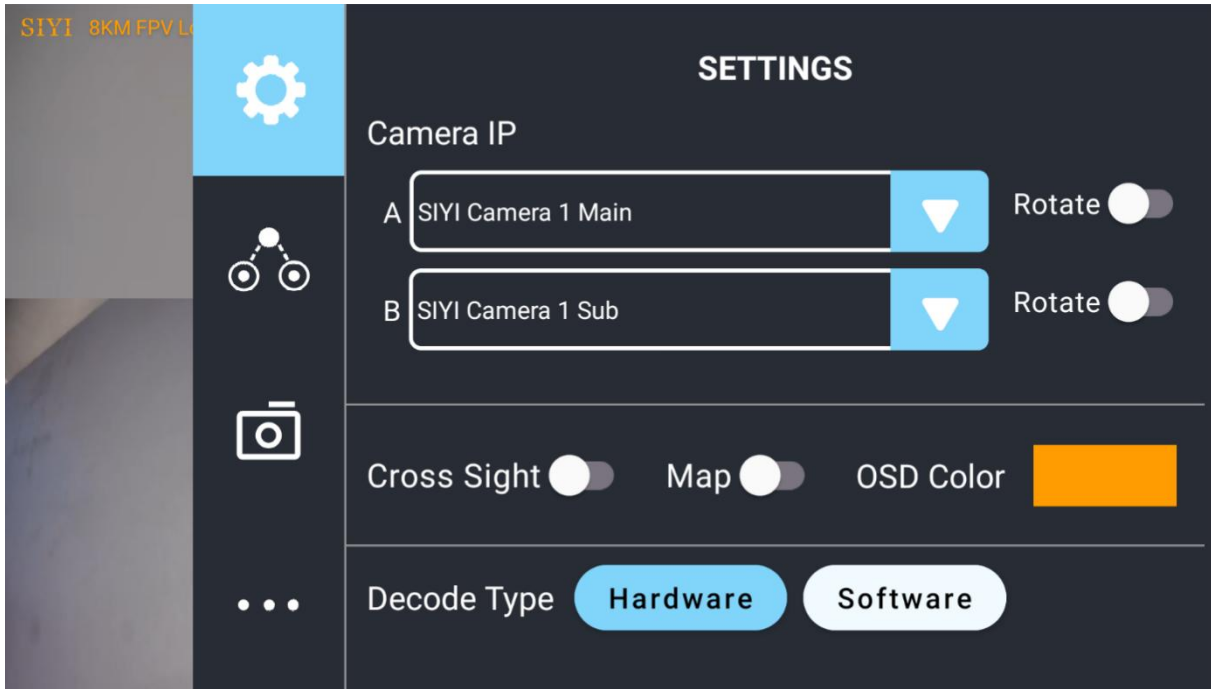 SIYI 8KM FPV L
SETTINGS
Camera IP
A SIYI Camera 1 Main Rotate
B SIYI Camera 1 Sub Rotate
Cross Sight Map OSD Color
Decode Type Hardware Software